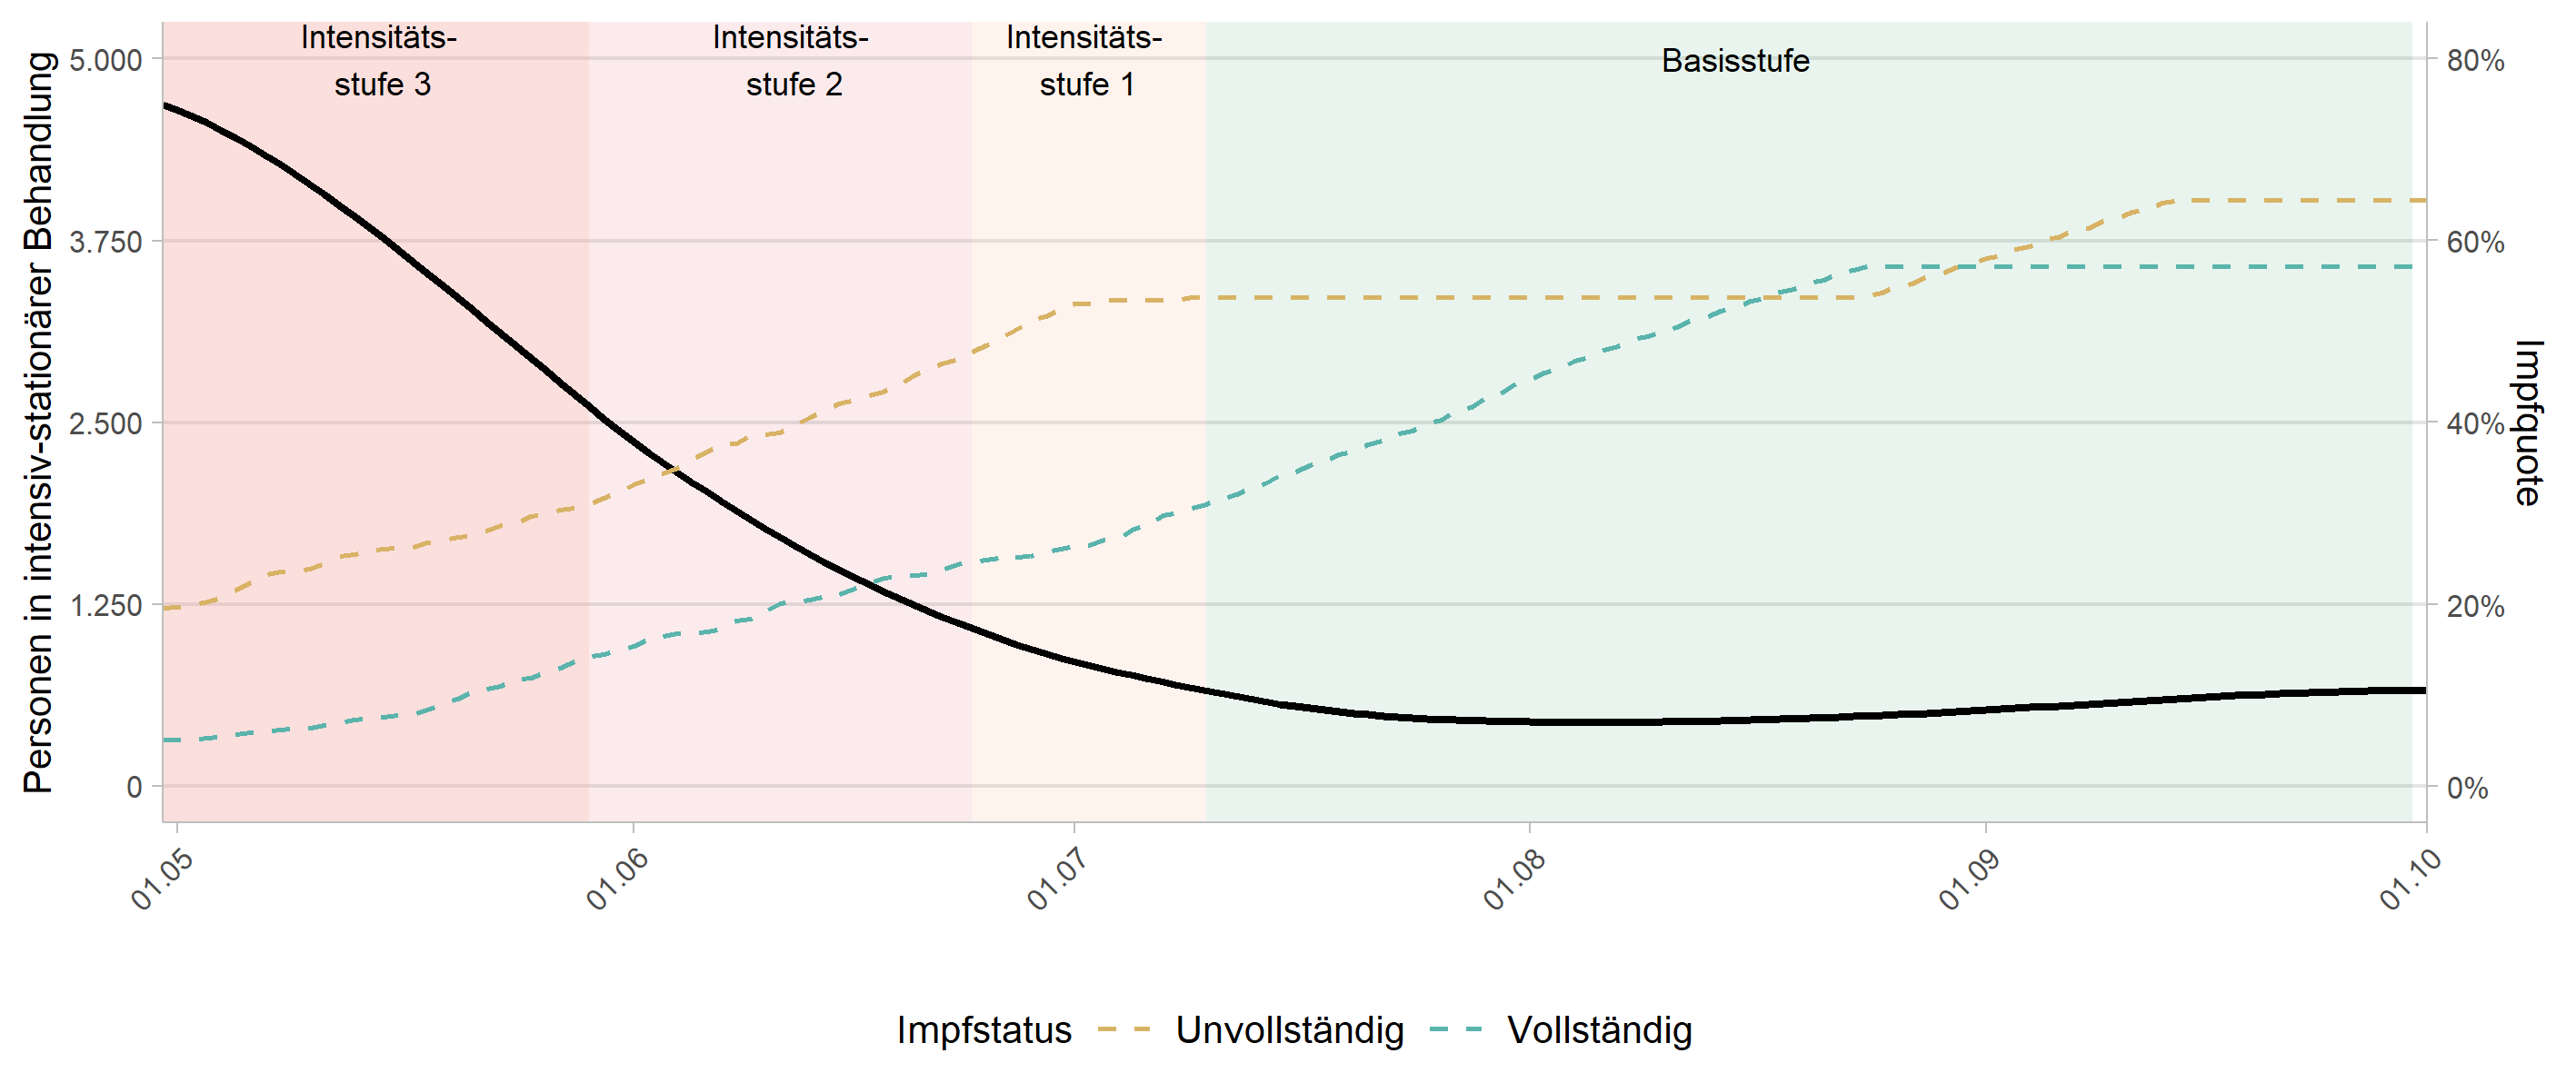 Intensitäts-
stufe 3
Intensitäts-
stufe 2
Intensitäts-
stufe 1
Basisstufe
Personen in intensiv-stationärer Behandlung
5.000
3.750
2.500
1.250
0
80%
60%
40%
20%
0%
Impfquote
01.05
01.06
01.07
01.08
01.09
01.10
Impfstatus Unvollständig Vollständig